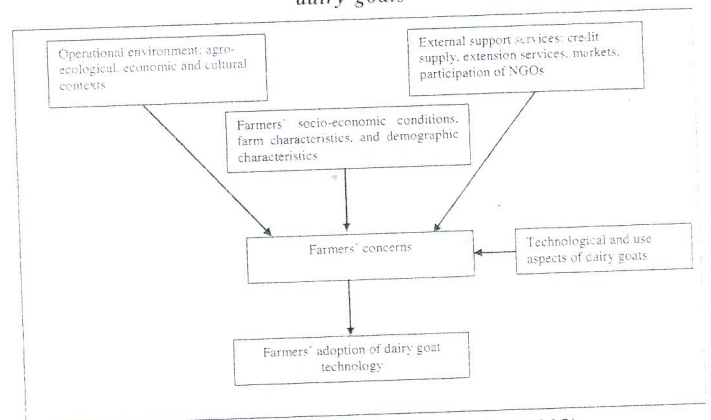 dairy goats
Operational environment: agro-
ecological, economic and cultural
contexts
External support services: credit
supply, extension services, markets,
participation of NGOs
Farmers' socio-economic conditions,
farm characteristics, and demographic
characteristics
Farmers' concerns
Technological and use
aspects of dairy goats
Farmers' adoption of dairy goat
technology